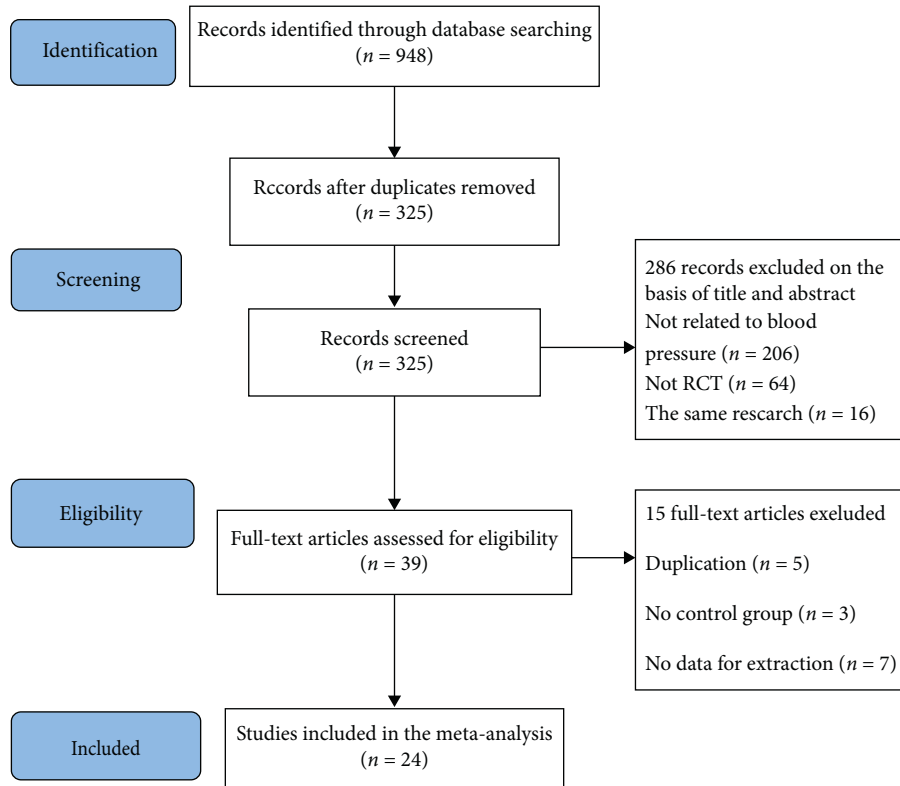 Identification
Records identified through database searching
(n = 948)
Rccords after duplicates removed
(n = 325)
Screening
Records screened
(n = 325)
286 records excluded on the
basis of title and abstract
Not related to blood
pressure (n = 206)
Not RCT (n = 64)
The same rescarch (n = 16)
Eligibility
Full-text articles assessed for eligibility
(n = 39)
15 full-text articles exeluded
Duplication (n = 5)
No control group (n = 3)
No data for extraction (n = 7)
Included
Studies included in the meta-analysis
(n = 24)